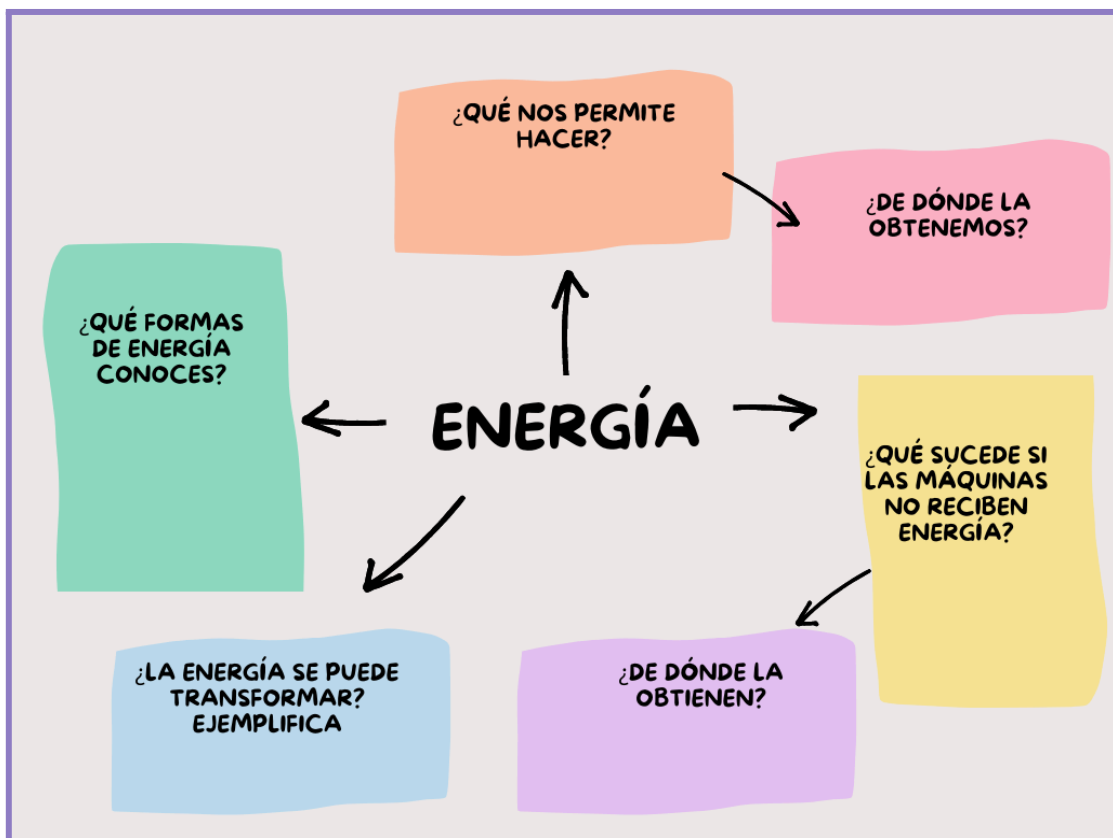 ¿QUÉ NOS PERMITE
HACER?
¿DE DÓNDE LA
OBTENEMOS?
¿QUÉ FORMAS
DE ENERGÍA
CONOCES?
ENERGÍA
¿QUÉ SUCEDE SI
LAS MÁQUINAS
NO RECIBEN
ENERGÍA?
¿LA ENERGÍA SE PUEDE
TRANSFORMAR?
EJEMPLIFICA
¿DE DÓNDE LA
OBTIENEN?